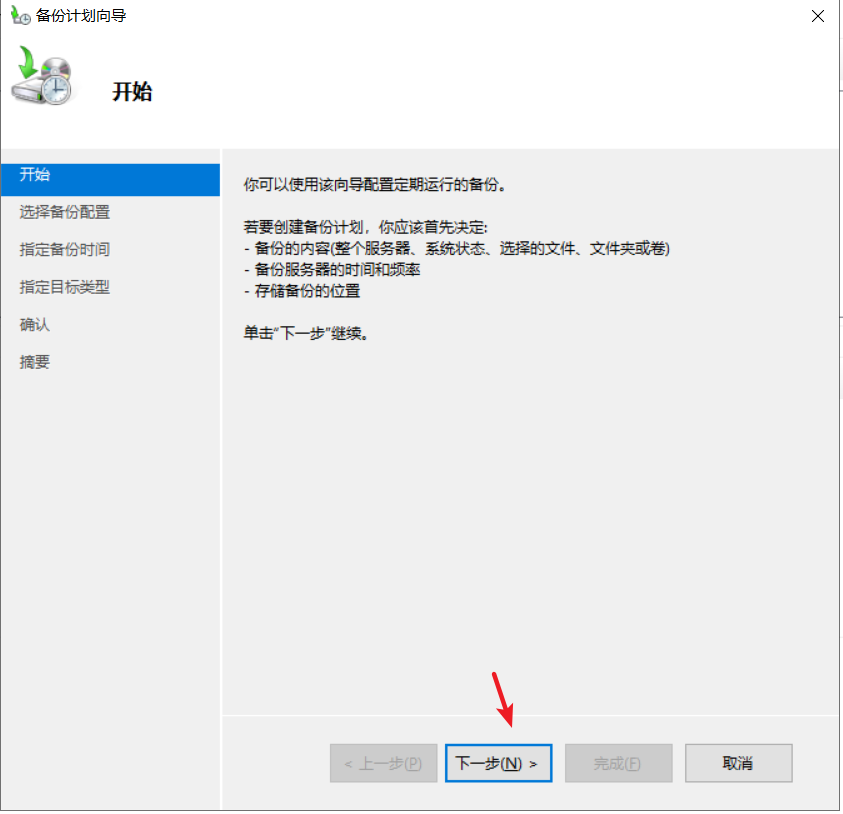 备份计划向导
开始
开始
选择备份配置
指定备份时间
指定目标类型
确认
摘要
你可以使用该向导配置定期运行的备份。
若要创建备份计划，你应该首先决定:
- 备份的内容(整个服务器、系统状态、选择的文件、文件夹或卷)
- 备份服务器的时间和频率
- 存储备份的位置
单击“下一步”继续。
< 上一步(P)
下一步(N) >
完成(F)
取消